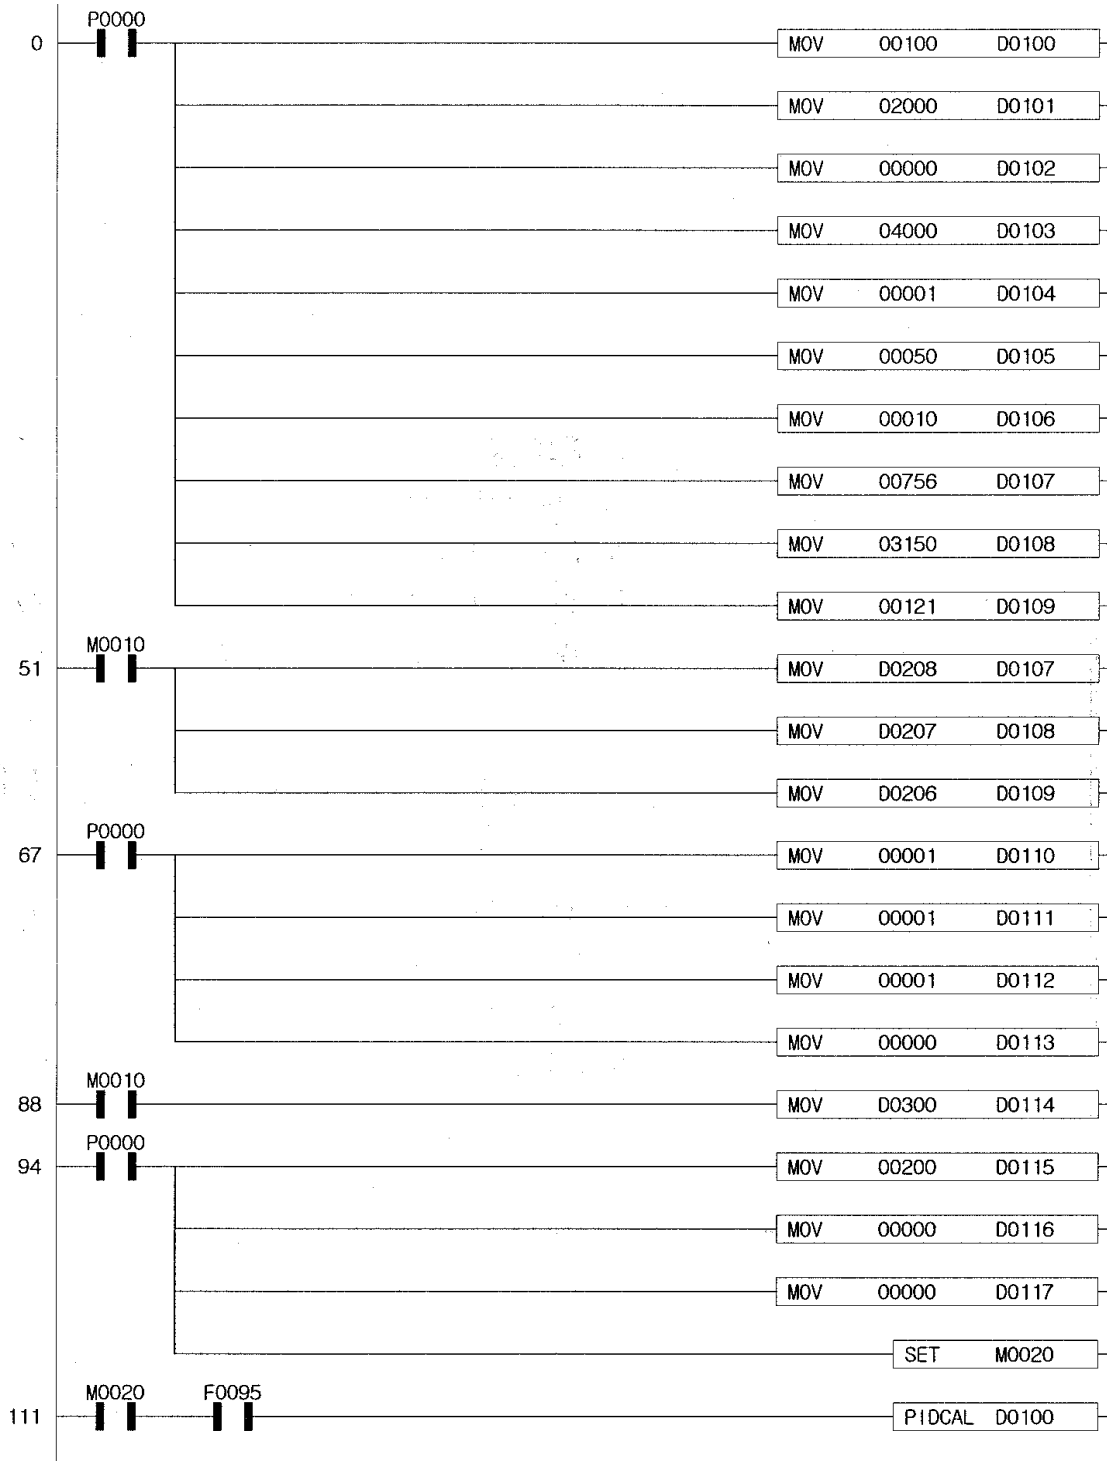 P0000
0 MOV 00100 D0100
MOV 02000 D0101
MOV 00000 D0102
MOV 04000 D0103
MOV 00001 D0104
MOV 00050 D0105
MOV 00010 D0106
MOV 00756 D0107
MOV 03150 D0108
MOV 00121 D0109
M0010
51 MOV D0208 D0107
MOV D0207 D0108
MOV D0206 D0109
P0000
67 MOV 00001 D0110
MOV 00001 D0111
MOV 00001 D0112
MOV 00000 D0113
M0010
88 MOV D0300 D0114
P0000
94 MOV 00200 D0115
MOV 00000 D0116
MOV 00000 D0117
SET M0020
M0020 F0095
111 PIDCAL D0100